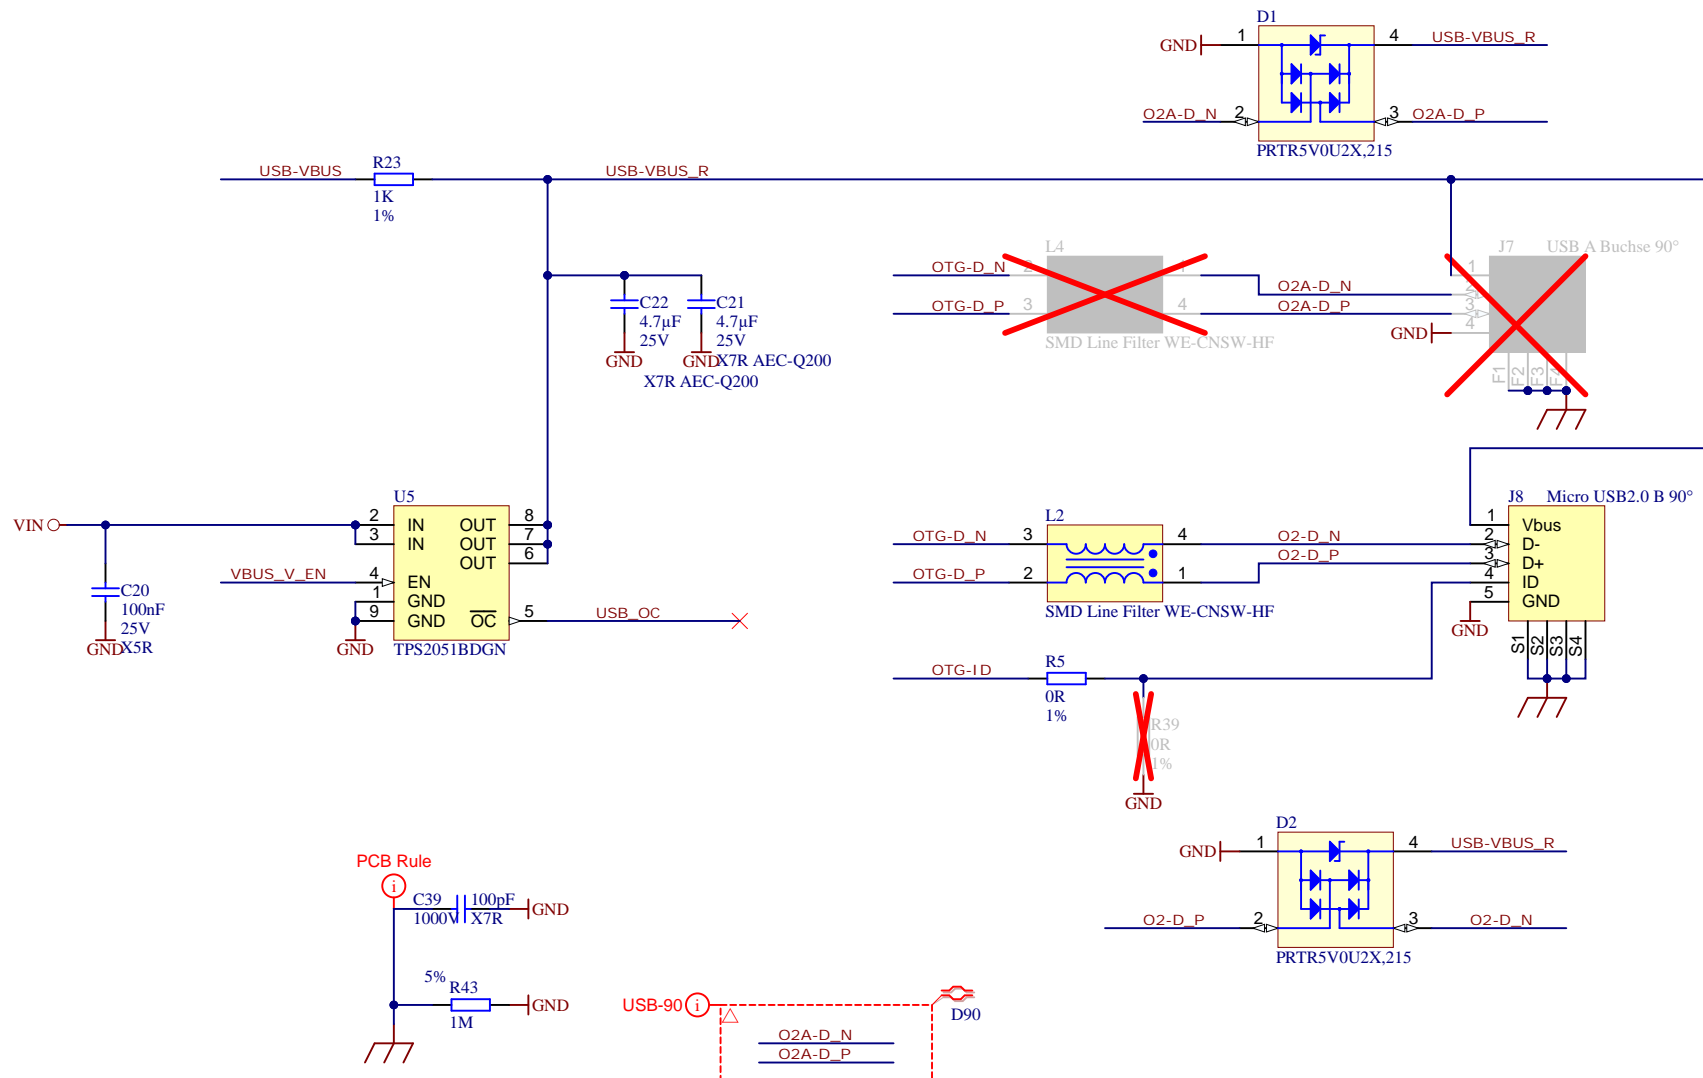 D1
GND
1
4
USB-VBUS_R
O2A-D_N
2
3
O2A-D_P
PRTR5V0U2X,215
USB-VBUS
R23
1K
1%
USB-VBUS_R
C22
4.7µF
25V
GND
X7R AEC-Q200
C21
4.7µF
25V
GND
X7R AEC-Q200
L4
OTG-D_N
2
1
O2A-D_N
OTG-D_P
3
4
O2A-D_P
SMD Line Filter WE-CNSW-HF
J7
USB A Buchse 90°
1
2
3
4
GND
F1
F2
F3
F4
VIN
C20
100nF
25V
X5R
GND
U5
2
IN
OUT
8
3
IN
OUT
7
OUT
6
VBUS_V_EN
4
EN
1
GND
9
GND
OC
5
USB_OC
GND
TPS2051BDGN
L2
OTG-D_N
3
4
O2-D_N
OTG-D_P
2
1
O2-D_P
SMD Line Filter WE-CNSW-HF
J8
Micro USB2.0 B 90°
1
Vbus
2
D-
3
D+
4
ID
5
GND
GND
S1
S2
S3
S4
OTG-ID
R5
0R
1%
R39
0R
1%
GND
D2
GND
1
4
USB-VBUS_R
O2-D_P
2
3
O2-D_N
PRTR5V0U2X,215
PCB Rule
i
C39
100pF
1000V
X7R
GND
5%
R43
1M
GND
USB-90
i
D90
O2A-D_N
O2A-D_P